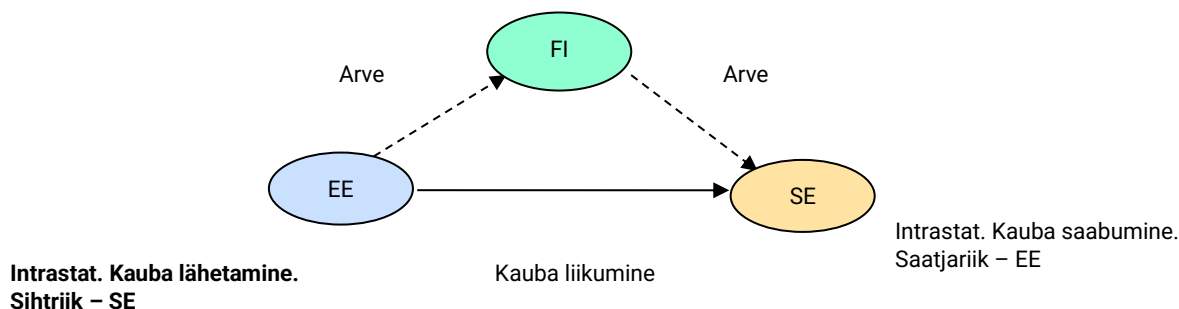 FI
Arve
Arve
EE
SE
Intrastat. Kauba saabumine.
Saatjariik – EE
Intrastat. Kauba lähetamine.
Sihtriik – SE
Kauba liikumine